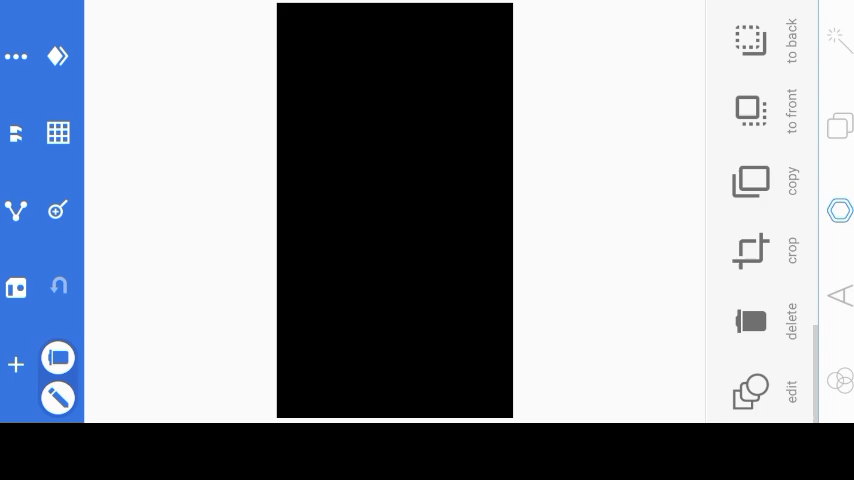 to back
to front
copy
crop
delete
edit
A